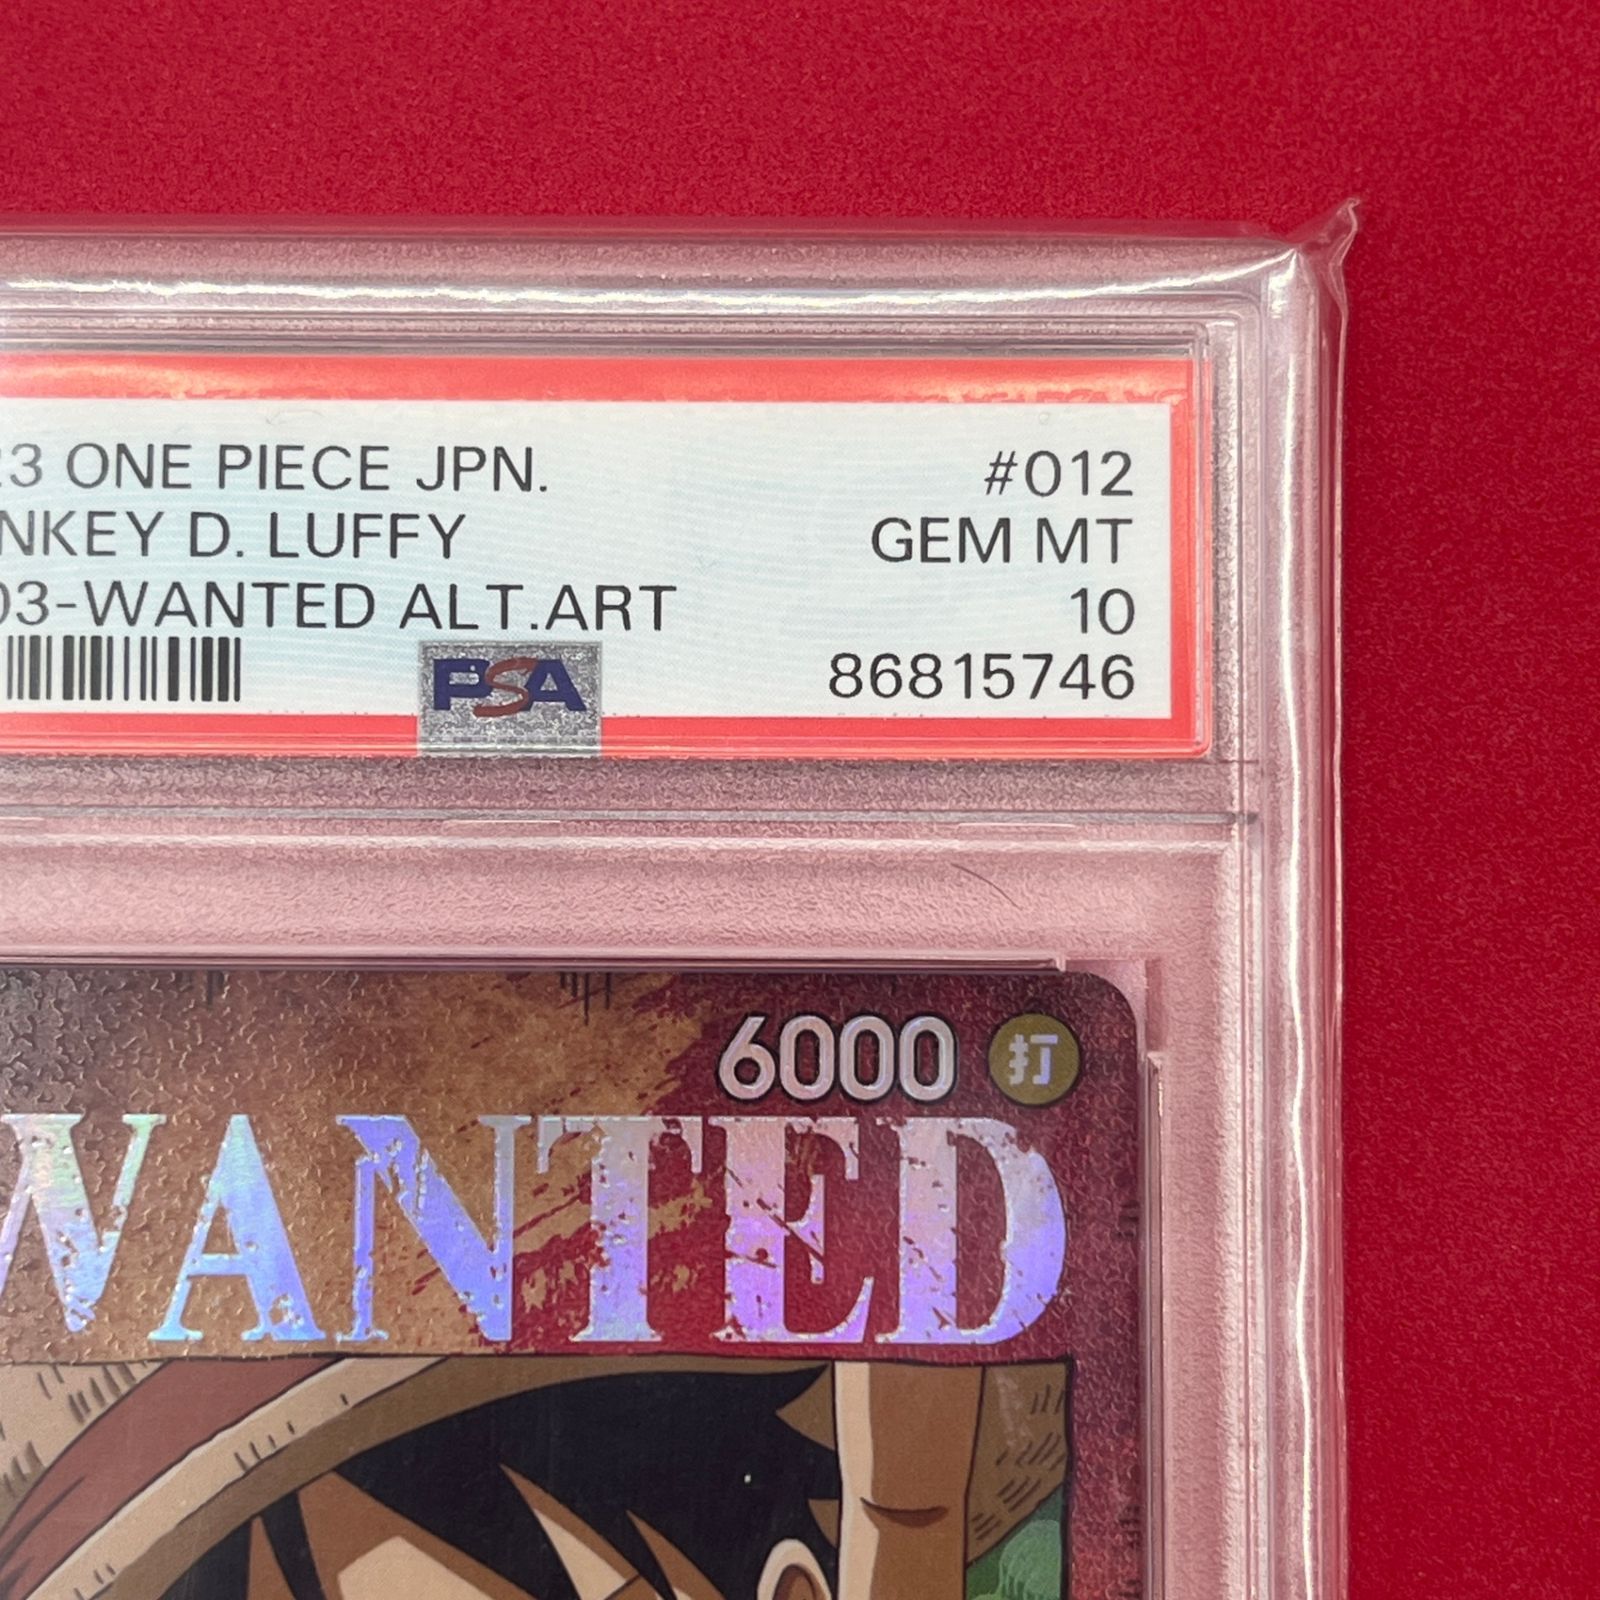 23 ONE PIECE JPN. #012
NKEY D. LUFFY GEM MT
03-WANTED ALT.ART 10
PSA 86815746
6000 打
WANTED